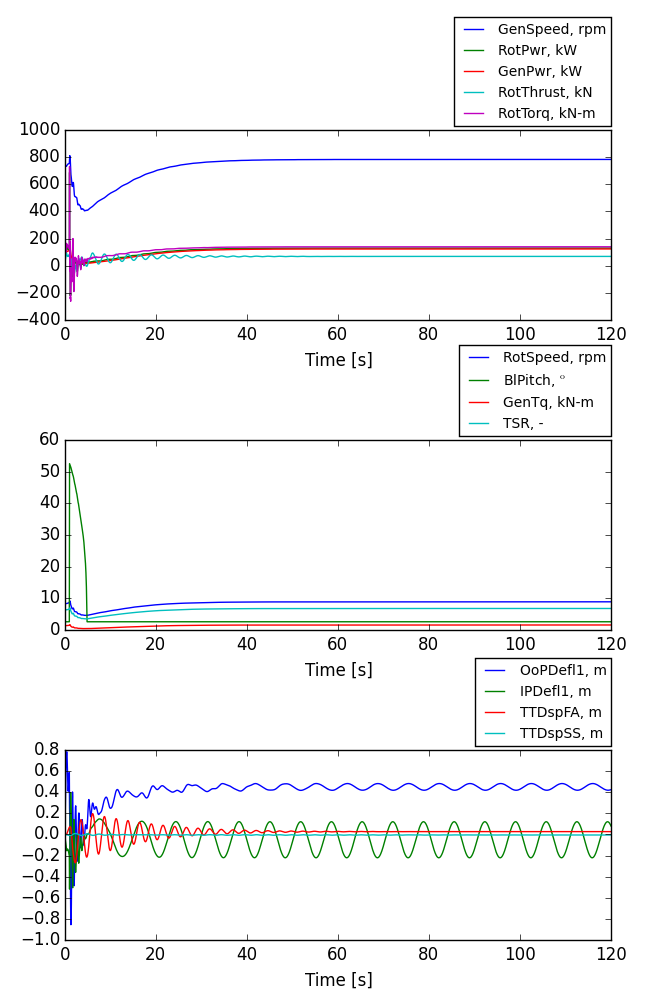 GenSpeed, rpm
RotPwr, kW
GenPwr, kW
RotThrust, kN
RotTorq, kN-m
1000
800
600
400
200
0
−200
−400
0 20 40 60 80 100 120
Time [s]
RotSpeed, rpm
BlPitch, °
GenTq, kN-m
TSR, -
60
50
40
30
20
10
0
0 20 40 60 80 100 120
Time [s]
OoPDefl1, m
IPDefl1, m
TTDspFA, m
TTDspSS, m
0.8
0.6
0.4
0.2
0.0
−0.2
−0.4
−0.6
−0.8
−1.0
0 20 40 60 80 100 120
Time [s]